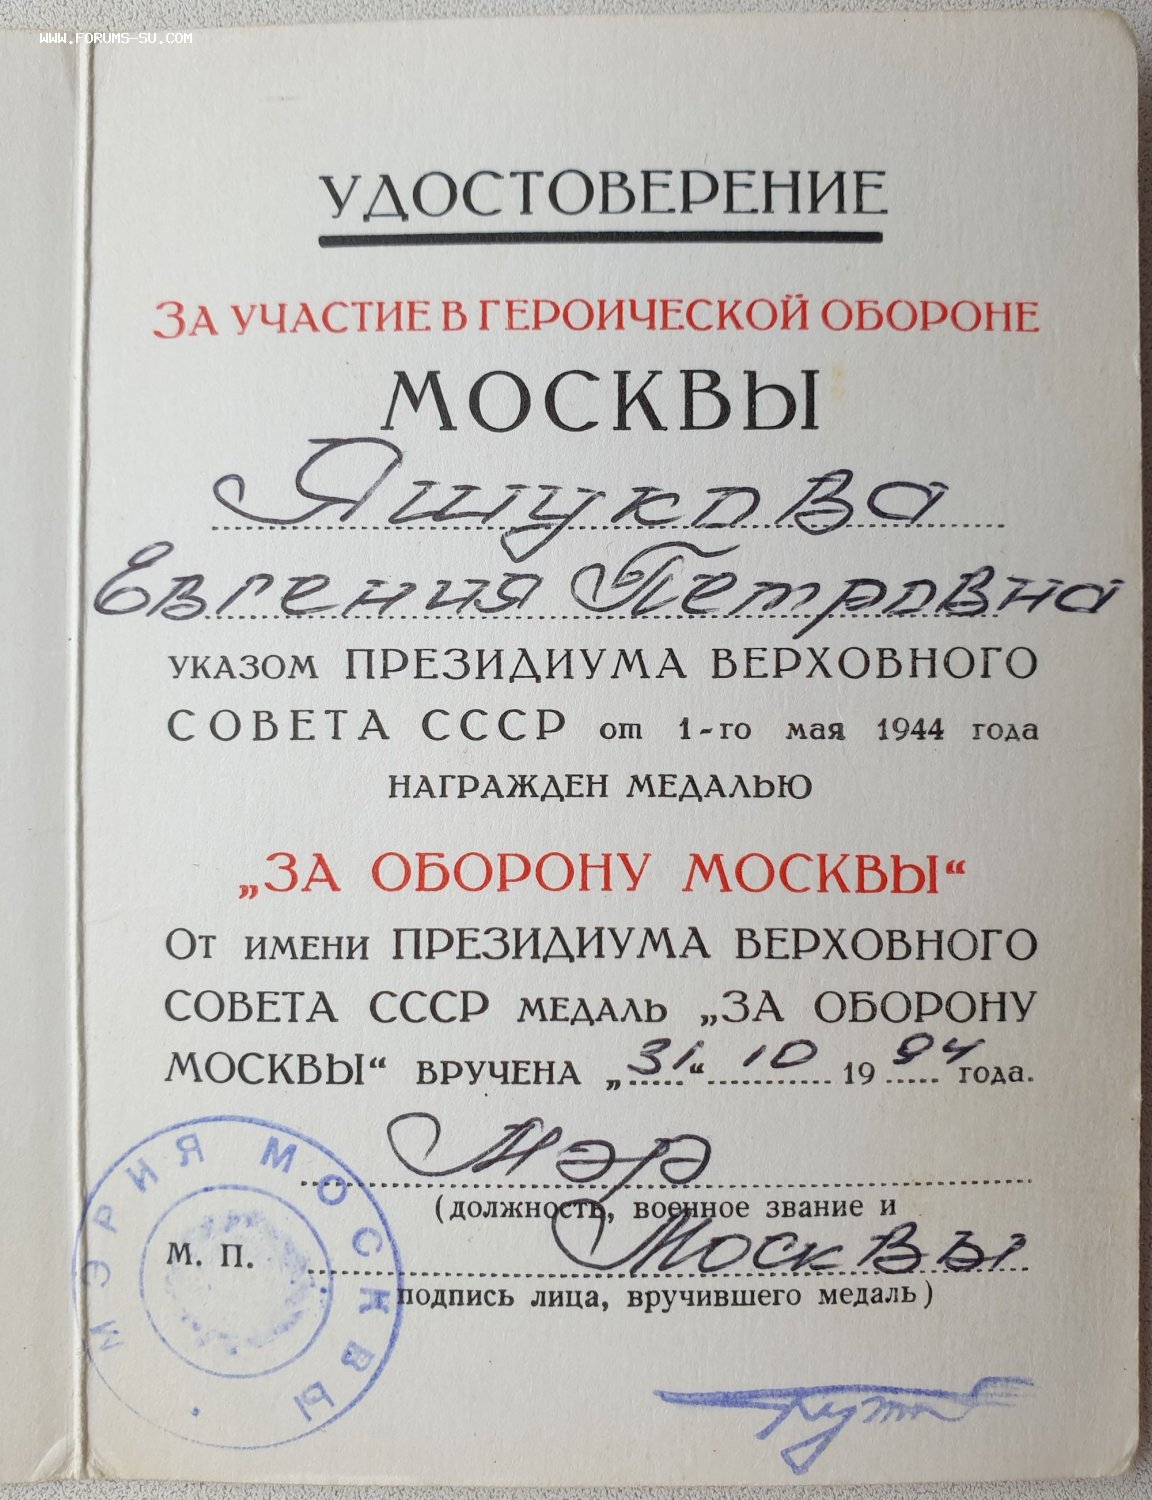 WWW.FORUMS-SU.COM
УДОСТОВЕРЕНИЕ
ЗА УЧАСТИЕ В ГЕРОИЧЕСКОЙ ОБОРОНЕ
МОСКВЫ
Яшукова
Евгения Петровна
УКАЗОМ ПРЕЗИДИУМА ВЕРХОВНОГО
СОВЕТА СССР от 1-го мая 1944 года
НАГРАЖДЕН МЕДАЛЬЮ
„ЗА ОБОРОНУ МОСКВЫ“
ОТ ИМЕНИ ПРЕЗИДИУМА ВЕРХОВНОГО
СОВЕТА СССР МЕДАЛЬ „ЗА ОБОРОНУ
МОСКВЫ“ ВРУЧЕНА „31“ 10 1994 года.
Мэр
(должность, военное звание и
Москвы
М. П.
подпись лица, вручившего медаль)
МЭРИЯ МОСКВЫ